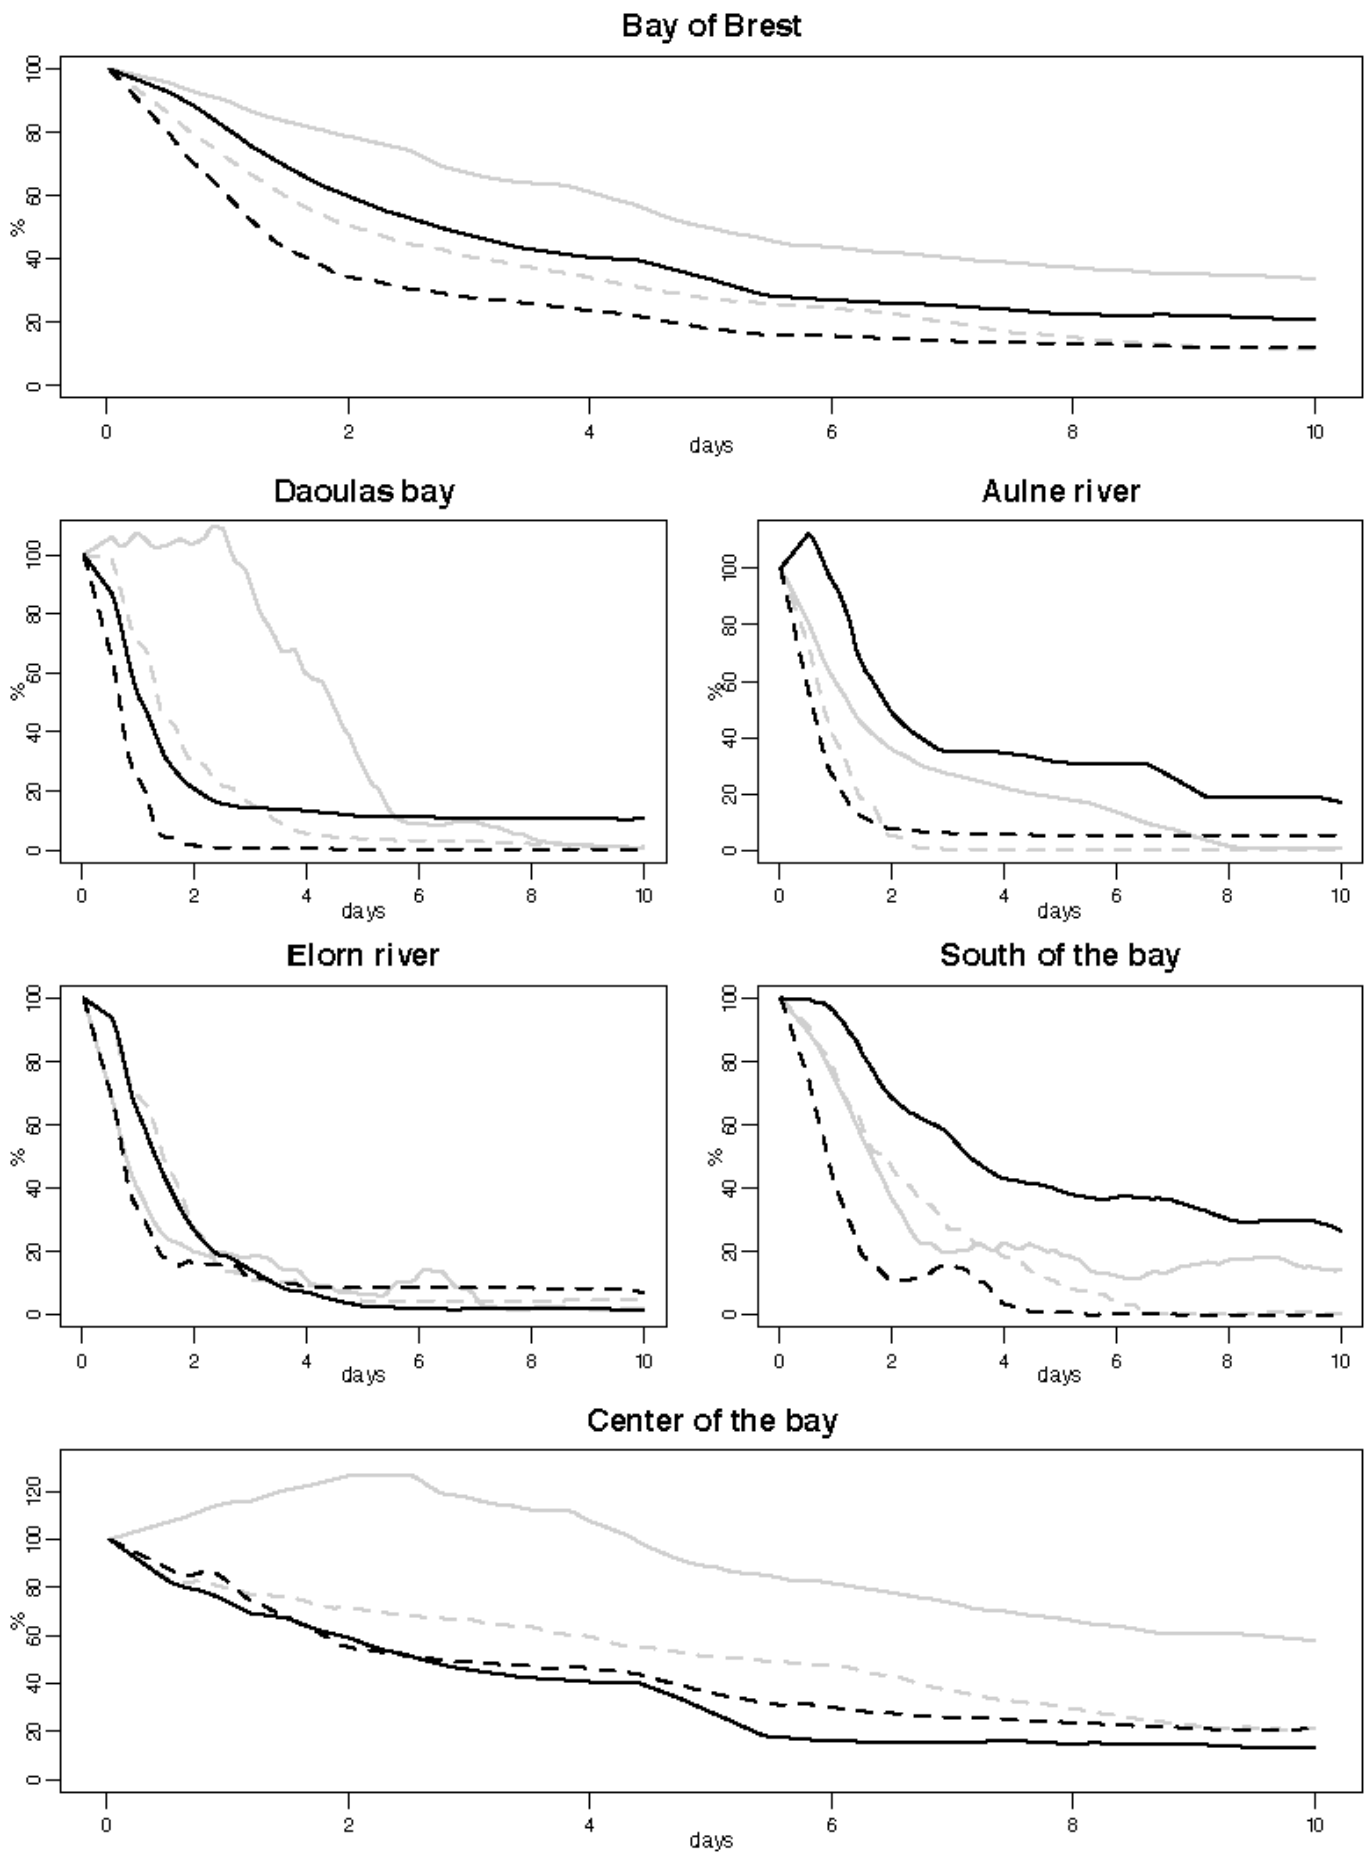 Bay of Brest
%
0 20 40 60 80 100
0 2 4 6 8 10
days
Daoulas bay
%
0 20 40 60 80 100
0 2 4 6 8 10
days
Aulne river
%
0 20 40 60 80 100
0 2 4 6 8 10
days
Elorn river
%
0 20 40 60 80 100
0 2 4 6 8 10
days
South of the bay
%
0 20 40 60 80 100
0 2 4 6 8 10
days
Center of the bay
%
0 20 40 60 80 100 120
0 2 4 6 8 10
days